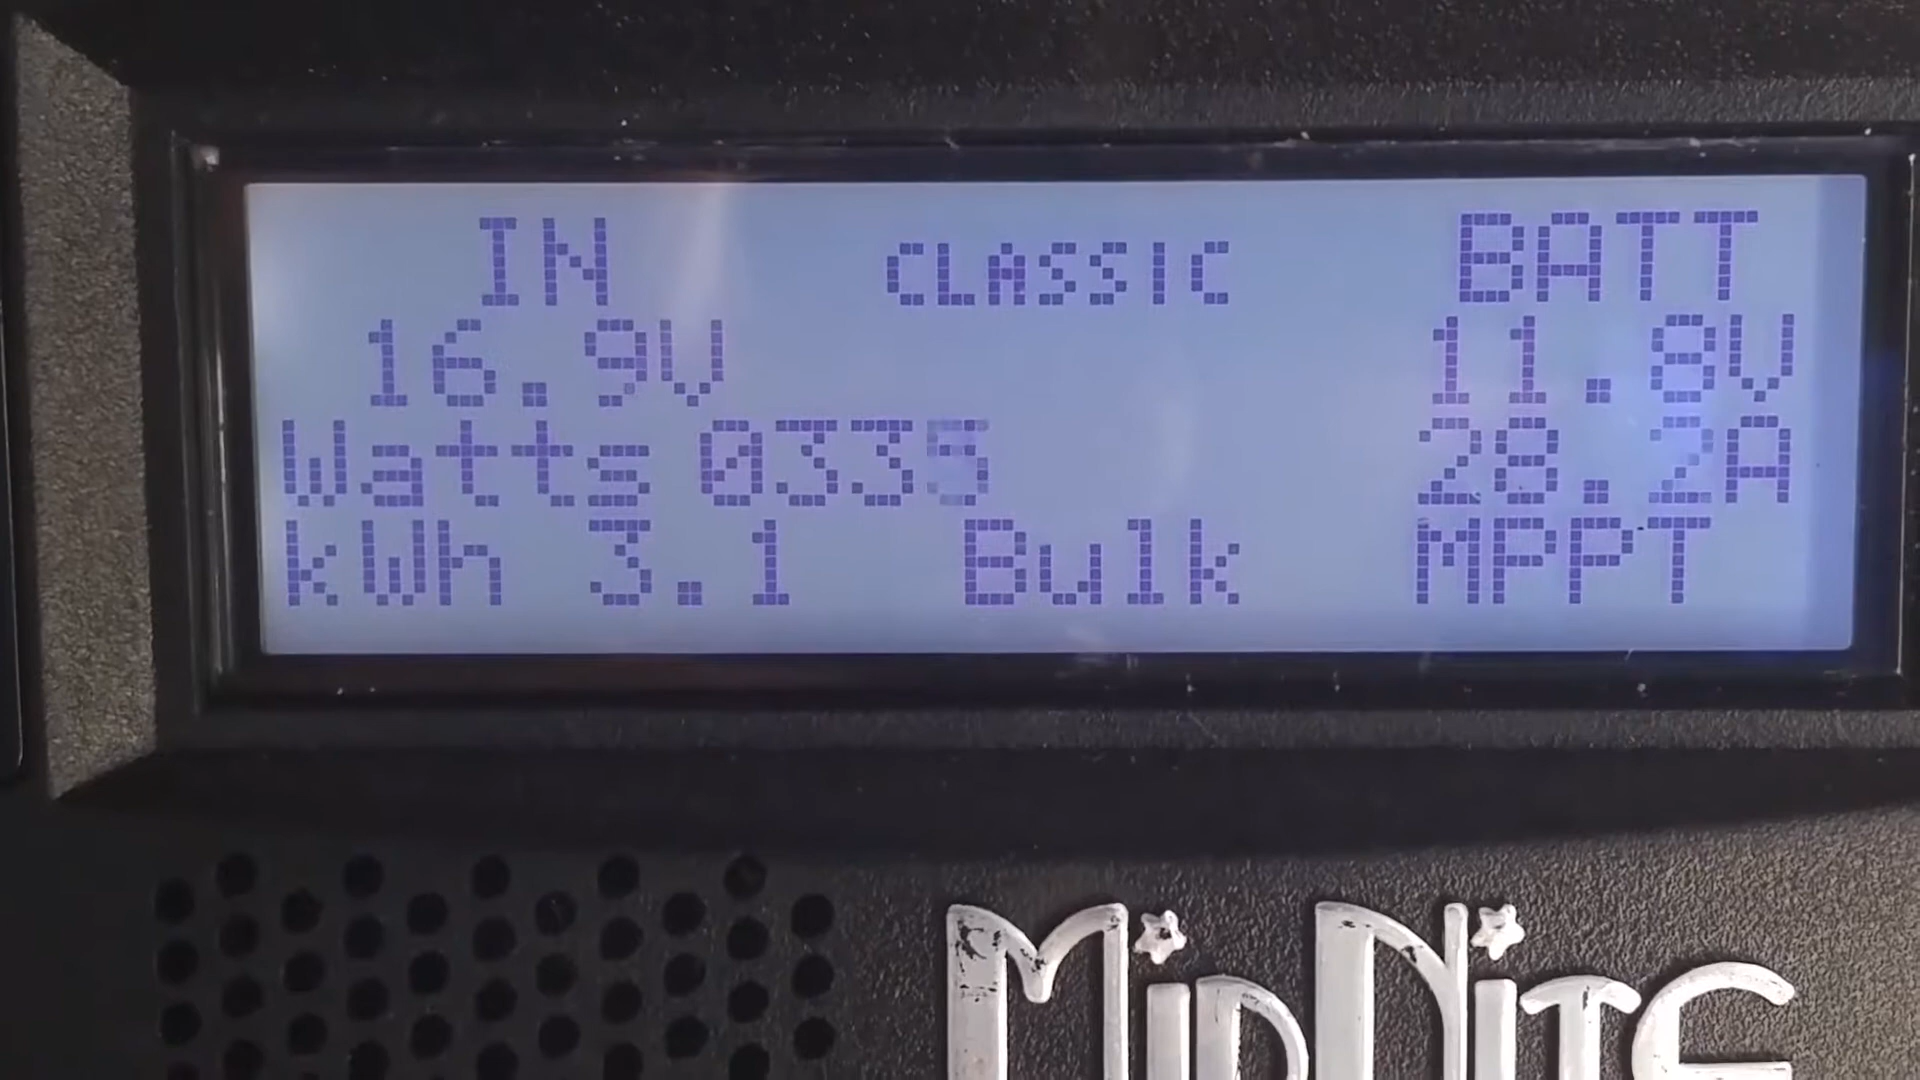 IN CLASSIC BATT
16.9V 11.8V
Watts 0335 28.2A
kWh 3.1 Bulk MPPT
MidNite